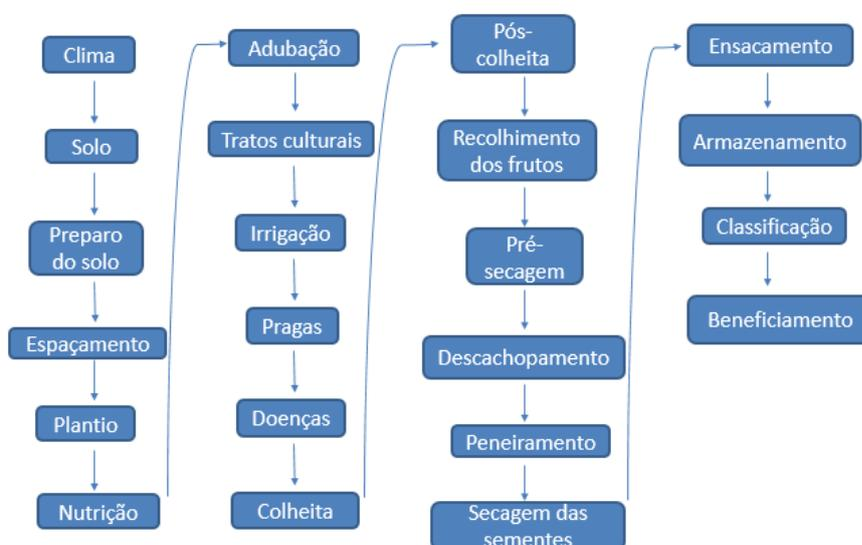 Clima
Solo
Preparo
do solo
Espaçamento
Plantio
Nutrição
Adubação
Tratos culturais
Irrigação
Pragas
Doenças
Colheita
Pós-
colheita
Recolhimento
dos frutos
Pré-
secagem
Descachopamento
Peneiramento
Secagem das
sementes
Ensacamento
Armazenamento
Classificação
Beneficiamento